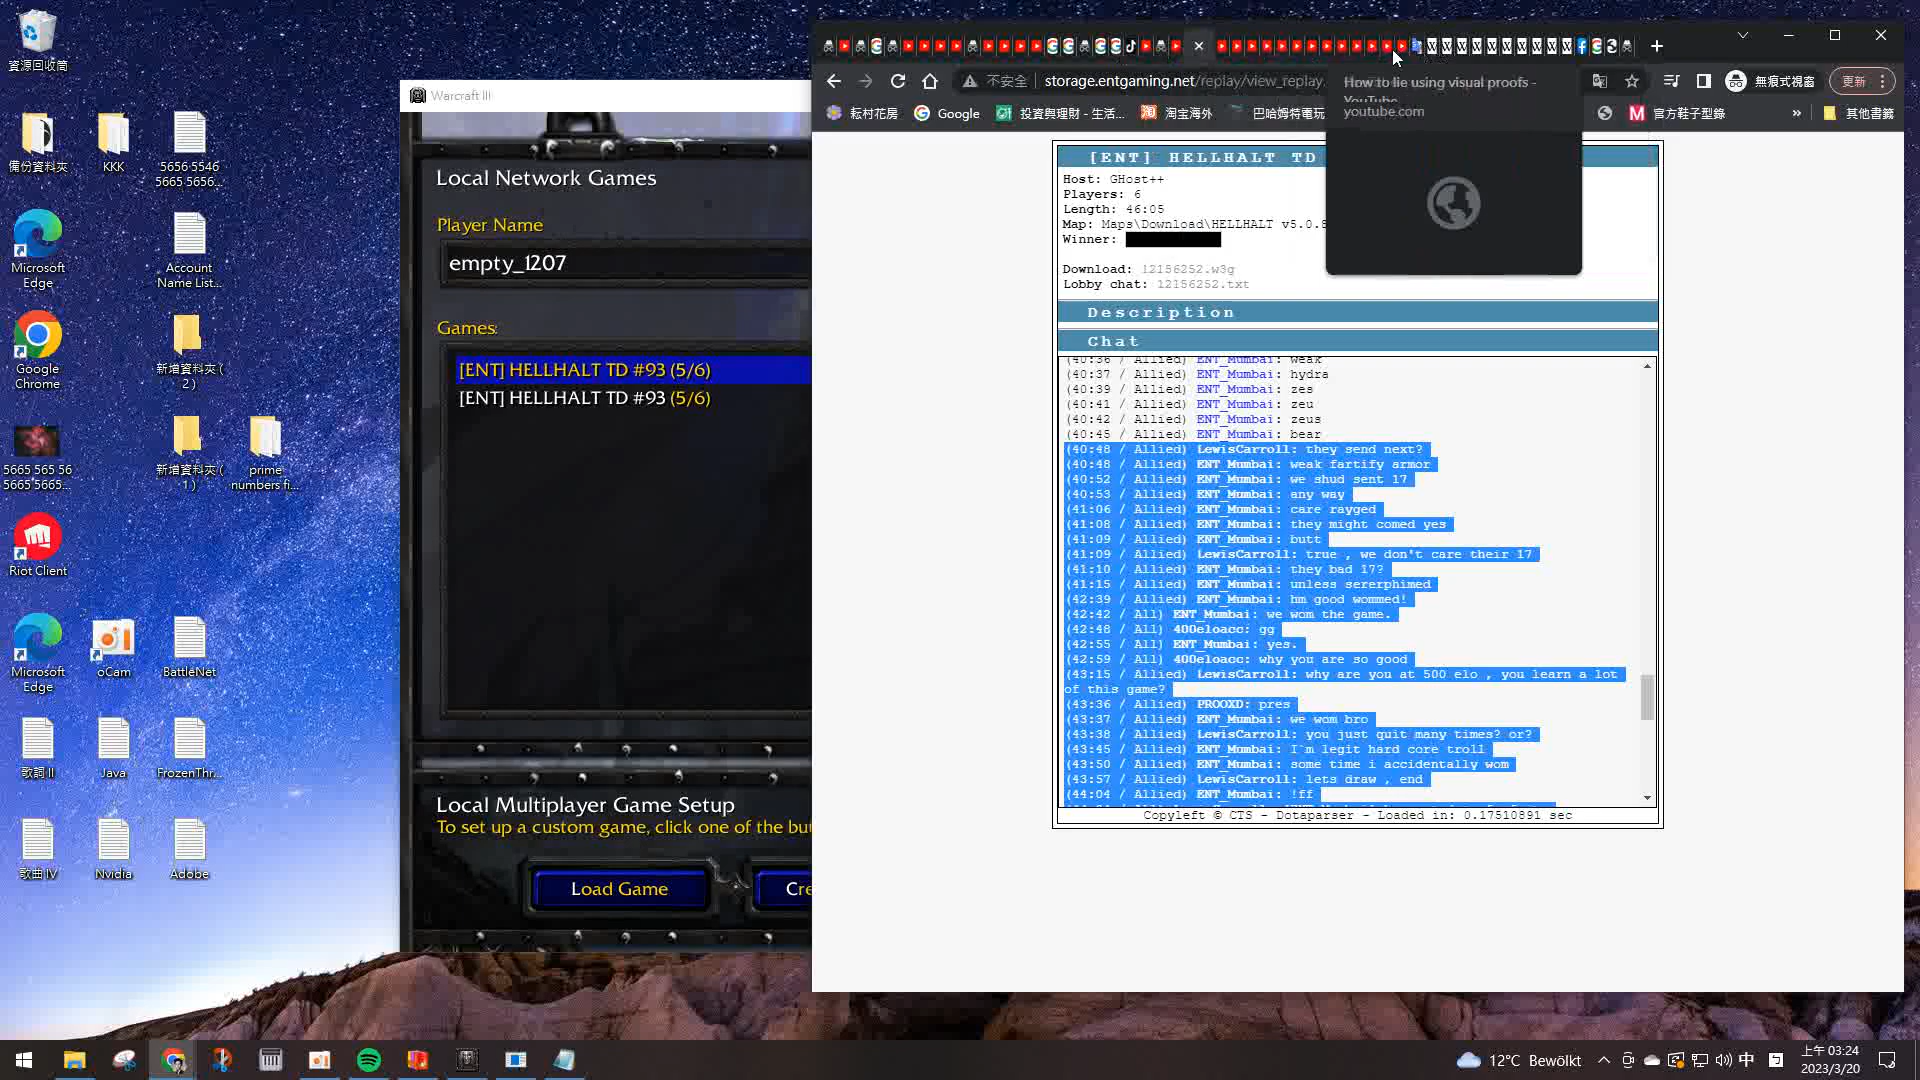 資源回收筒
備份資料夾
KKK
5656 5546
5665 5656...
Microsoft
Edge
Account
Name List...
Google
Chrome
新增資料夾 (
2 )
5665 565 56
5665 5665...
新增資料夾 (
1 )
prime
numbers fi...
Riot Client
Microsoft
Edge
oCam
BattleNet
歌詞 II
Java
FrozenThr...
歌曲 IV
Nvidia
Adobe
Warcraft III
Local Network Games
Player Name
empty_1207
Games:
[ENT] HELLHALT TD #93 (5/6)
[ENT] HELLHALT TD #93 (5/6)
Local Multiplayer Game Setup
To set up a custom game, click one of the bu
Load Game
Cre
不安全
storage.entgaming.net/replay/view_replay.
無痕式視窗
更新
耘村花房
Google
投資與理財 - 生活...
淘宝海外
巴哈姆特電玩
官方鞋子型錄
»
其他書籤
How to lie using visual proofs -
YouTube
youtube.com
[ENT] HELLHALT TD
Host: GHost++
Players: 6
Length: 46:05
Map: Maps\Download\HELLHALT v5.0.8
Winner:
Download: 12156252.w3g
Lobby chat: 12156252.txt
Description
Chat
(40:36 / Allied) ENT_Mumbai: weak
(40:37 / Allied) ENT_Mumbai: hydra
(40:39 / Allied) ENT_Mumbai: zes
(40:41 / Allied) ENT_Mumbai: zeu
(40:42 / Allied) ENT_Mumbai: zeus
(40:45 / Allied) ENT_Mumbai: bear
(40:48 / Allied) LewisCarroll: they send next?
(40:48 / Allied) ENT_Mumbai: weak fartify armor
(40:52 / Allied) ENT_Mumbai: we shud sent 17
(40:53 / Allied) ENT_Mumbai: any way
(41:06 / Allied) ENT_Mumbai: care rayged
(41:08 / Allied) ENT_Mumbai: they might comed yes
(41:09 / Allied) ENT_Mumbai: butt
(41:09 / Allied) LewisCarroll: true , we don't care their 17
(41:10 / Allied) ENT_Mumbai: they bad 17?
(41:15 / Allied) ENT_Mumbai: unless sererphimed
(42:39 / Allied) ENT_Mumbai: hm good wommed!
(42:42 / All) ENT_Mumbai: we wom the game.
(42:48 / All) 400eloacc: gg
(42:55 / All) ENT_Mumbai: yes.
(42:59 / All) 400eloacc: why you are so good
(43:15 / Allied) LewisCarroll: why are you at 500 elo , you learn a lot
of this game?
(43:36 / Allied) PROOXD: pres
(43:37 / Allied) ENT_Mumbai: we wom bro
(43:38 / Allied) LewisCarroll: you just quit many times? or?
(43:45 / Allied) ENT_Mumbai: I`m legit hard core troll
(43:50 / Allied) ENT_Mumbai: some time i accidentally wom
(43:57 / Allied) LewisCarroll: lets draw , end
(44:04 / Allied) ENT_Mumbai: !ff
Copyleft © CTS - Dotaparser - Loaded in: 0.17510891 sec
12°C Bewölkt
中
上午 03:24
2023/3/20